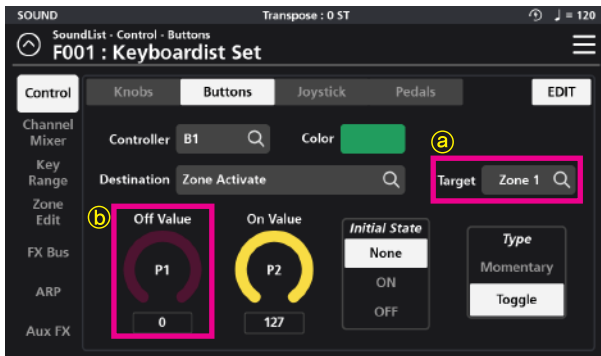 SOUND
Transpose : 0 ST
♩ = 120
SoundList - Control - Buttons
F001 : Keyboardist Set
Control
Knobs
Buttons
Joystick
Pedals
EDIT
Channel
Mixer
Controller
B1
Color
ⓐ
Key
Range
Destination
Zone Activate
Target
Zone 1
Zone
Edit
ⓑ
Off Value
On Value
Initial State
Type
FX Bus
P1
P2
None
Momentary
ON
ARP
Toggle
OFF
0
127
Aux FX